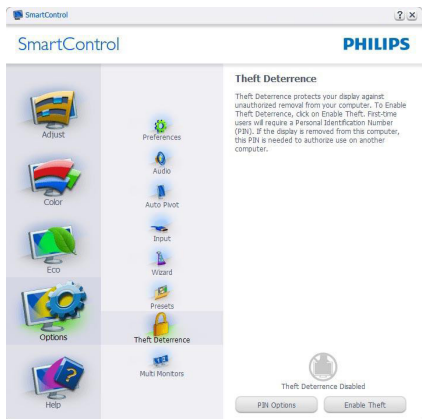 SmartControl
SmartControl
PHILIPS
Adjust
Color
Eco
Options
Help
Preferences
Audio
Auto Pivot
Input
Wizard
Presets
Theft Deterrence
Multi Monitors
Theft Deterrence
Theft Deterrence protects your display against
unauthorized removal from your computer. To Enable
Theft Deterrence, click on Enable Theft. First-time
users will require a Personal Identification Number
(PIN). If the display is removed from this computer,
this PIN is needed to authorize use on another
computer.
Theft Deterrence Disabled
PIN Options
Enable Theft